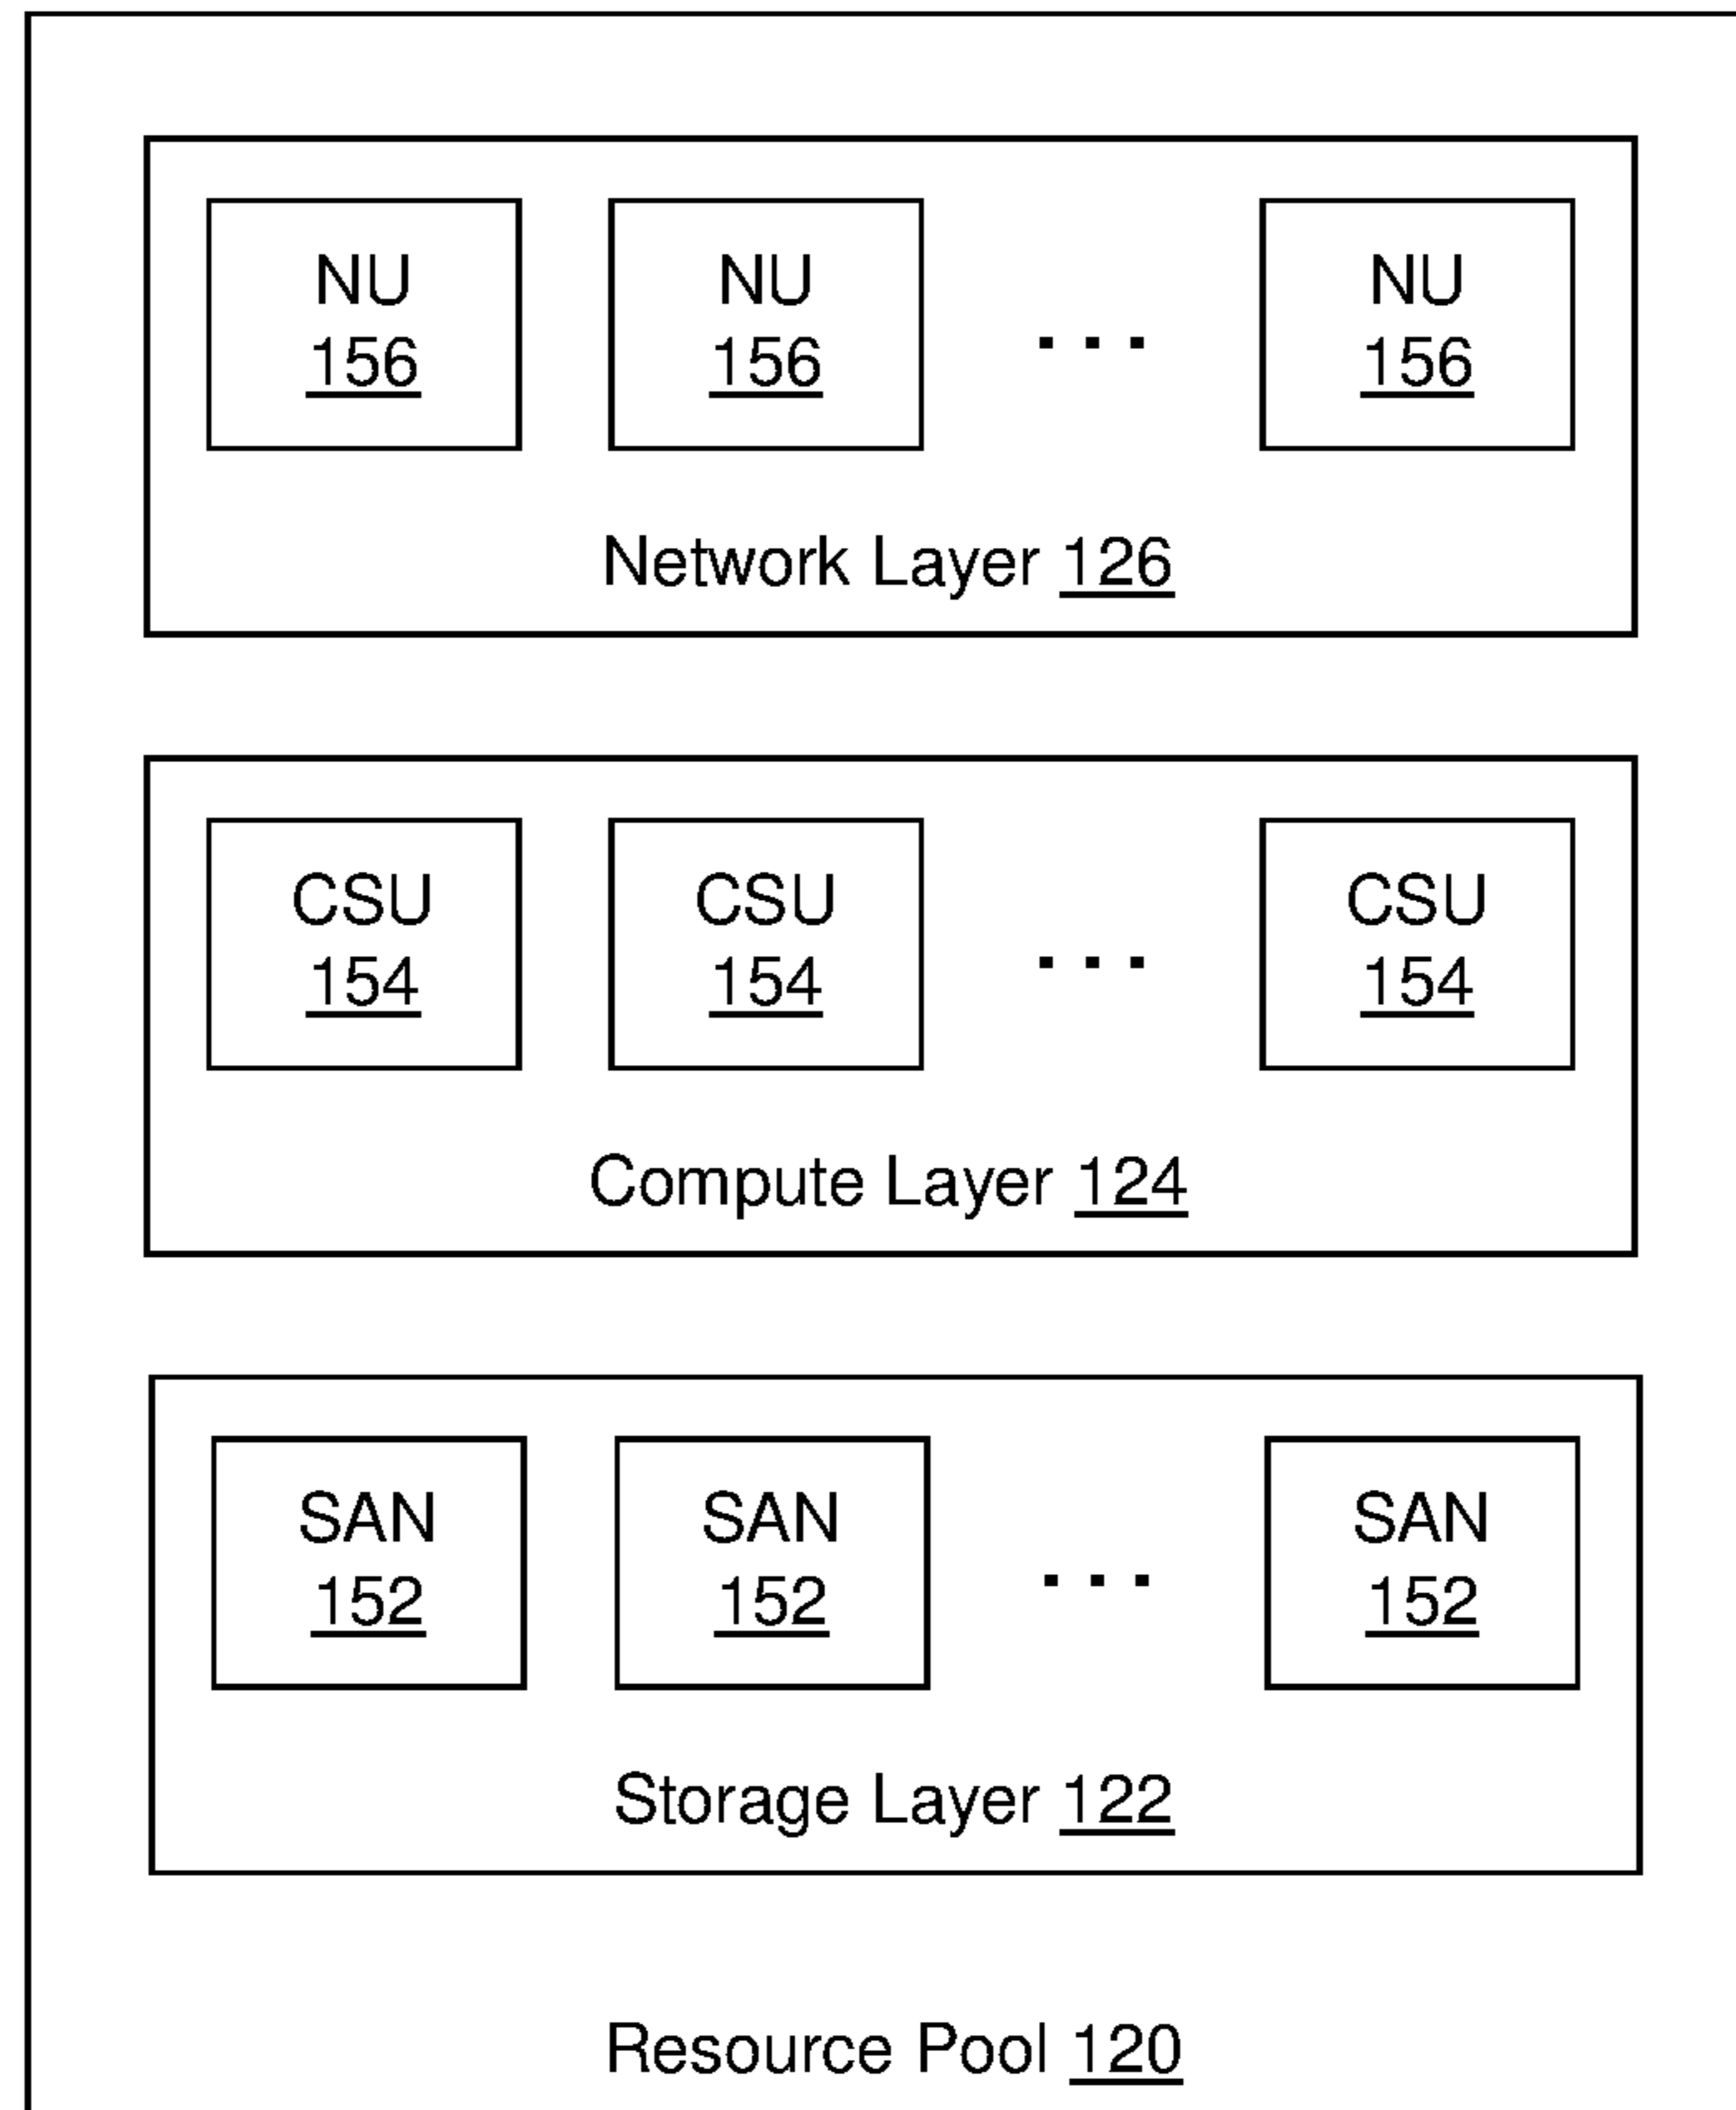 NU NU NU
156 156 ... 156
Network Layer 126
CSU CSU CSU
154 154 ... 154
Compute Layer 124
SAN SAN SAN
152 152 ... 152
Storage Layer 122
Resource Pool 120